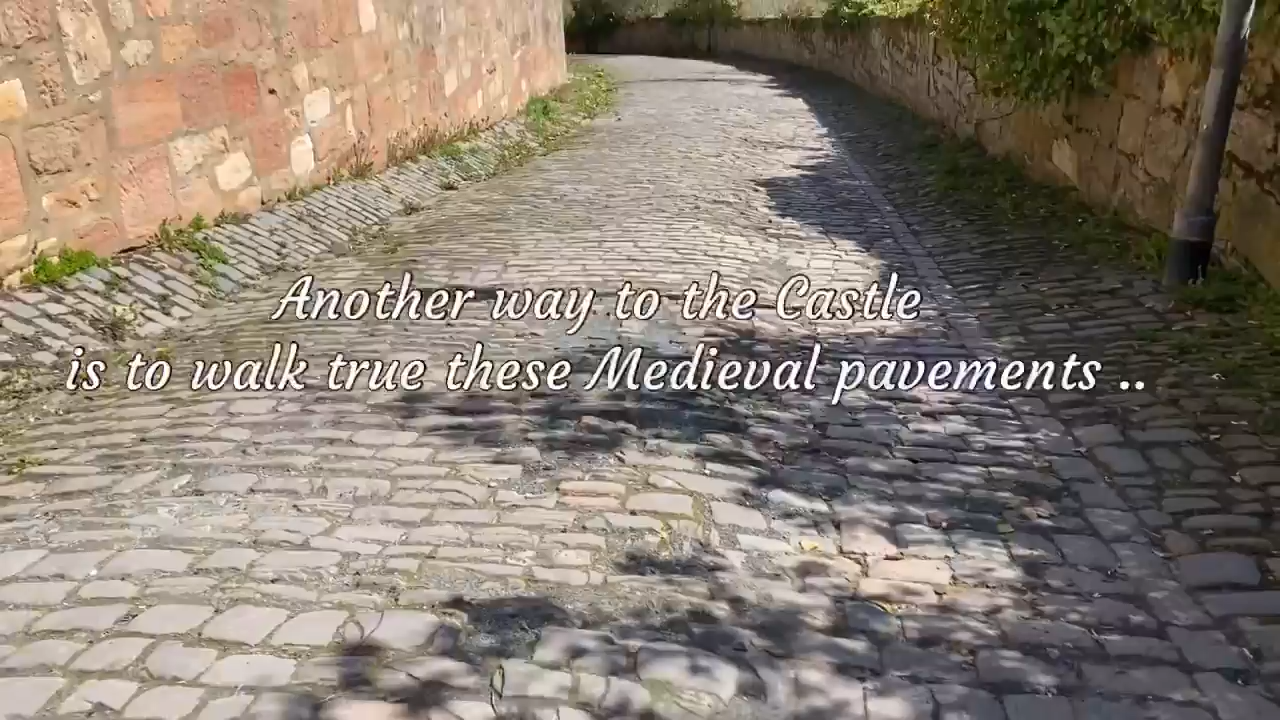 Another way to the Castle
is to walk true these Medieval pavements ..